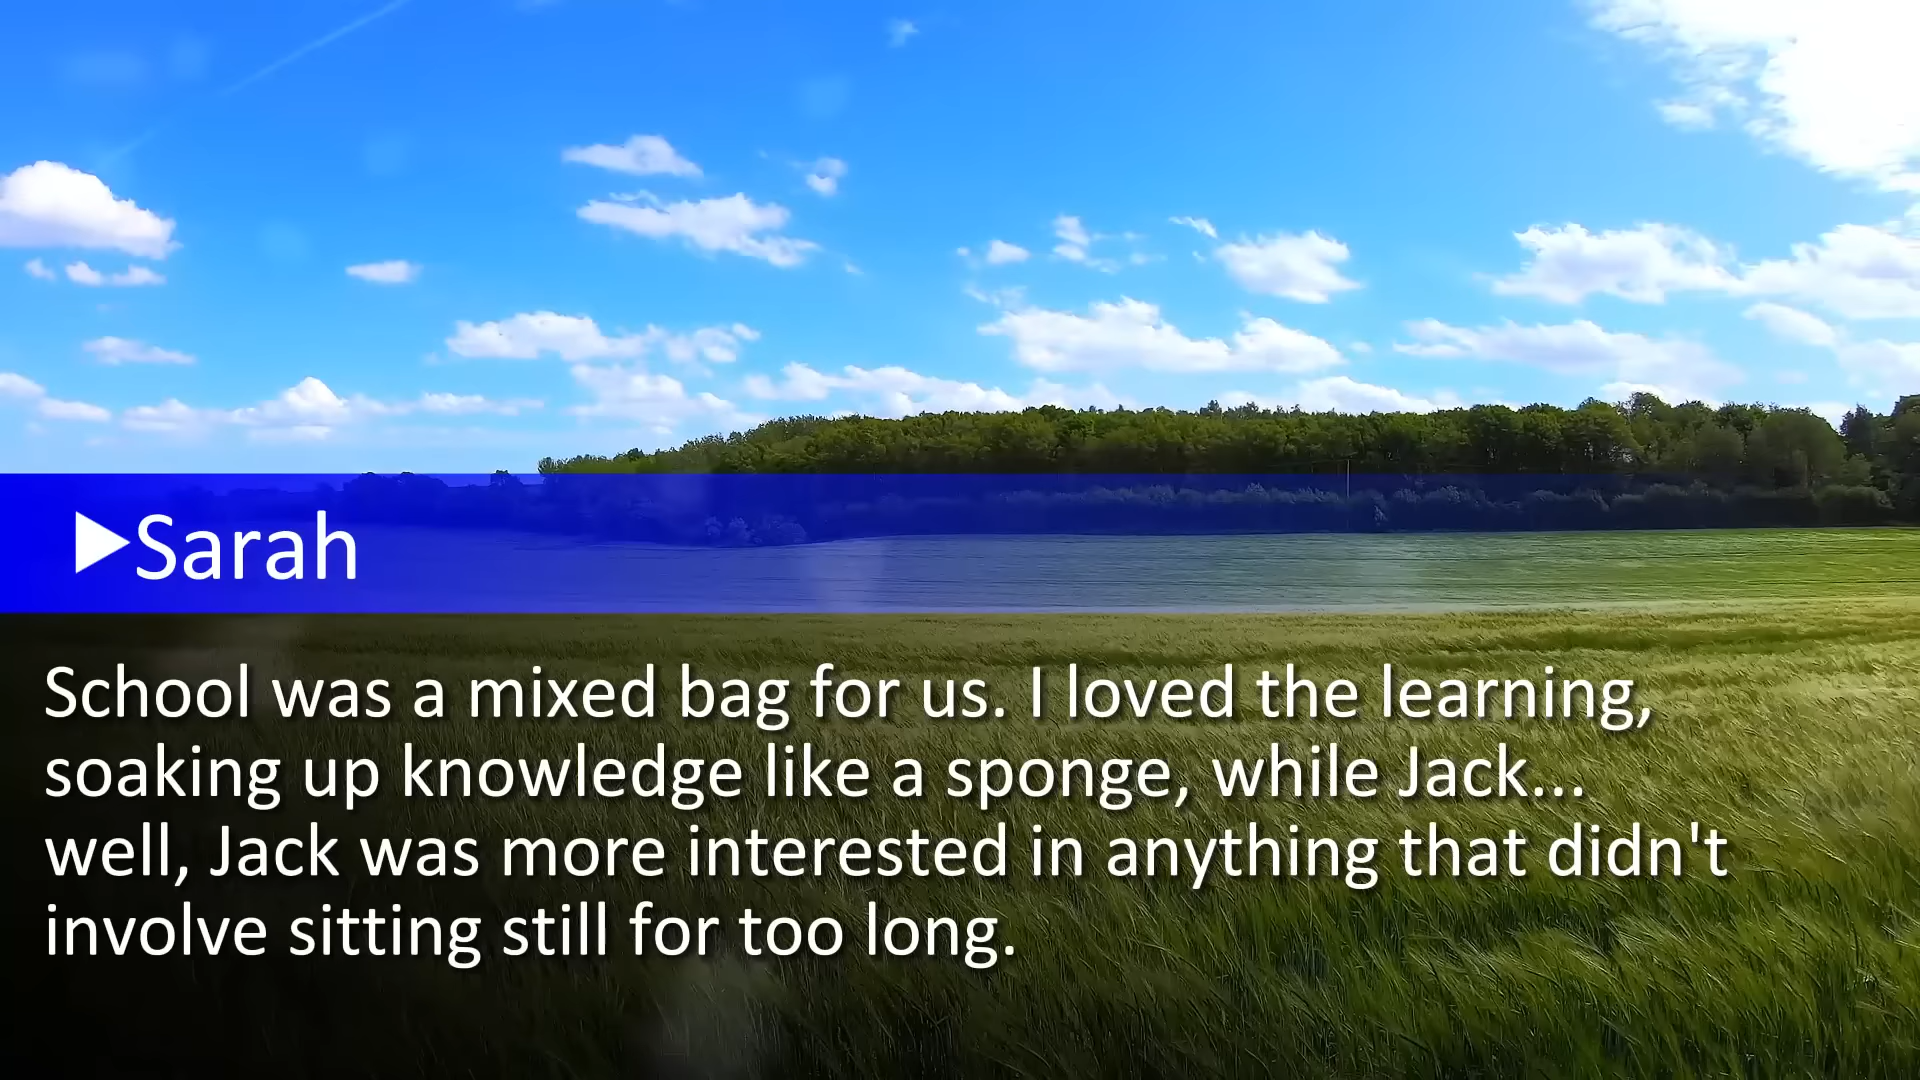 Sarah
School was a mixed bag for us. I loved the learning,
soaking up knowledge like a sponge, while Jack...
well, Jack was more interested in anything that didn't
involve sitting still for too long.